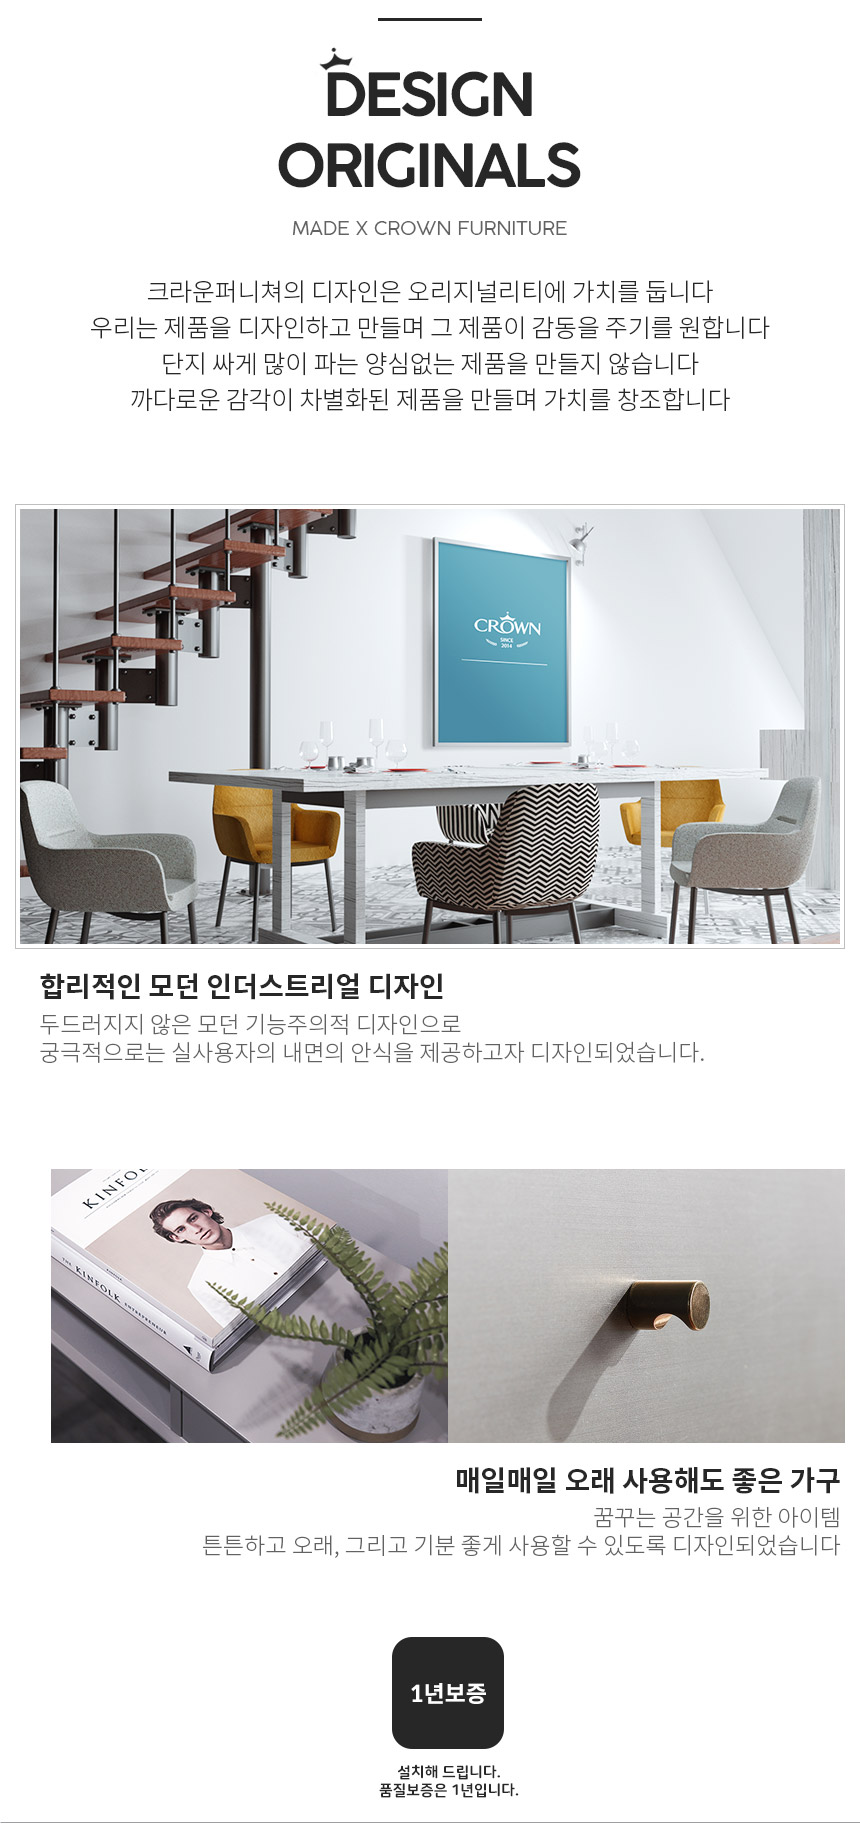 DESIGN
ORIGINALS
MADE X CROWN FURNITURE
크라운퍼니쳐의 디자인은 오리지널리티에 가치를 둡니다
우리는 제품을 디자인하고 만들며 그 제품이 감동을 주기를 원합니다
단지 싸게 많이 파는 양심없는 제품을 만들지 않습니다
까다로운 감각이 차별화된 제품을 만들며 가치를 창조합니다
CROWN
SINCE
2014
합리적인 모던 인더스트리얼 디자인
두드러지지 않은 모던 기능주의적 디자인으로
궁극적으로는 실사용자의 내면의 안식을 제공하고자 디자인되었습니다.
KINFO
THE KINFOLK ENTREPRENEUR
매일매일 오래 사용해도 좋은 가구
꿈꾸는 공간을 위한 아이템
튼튼하고 오래, 그리고 기분 좋게 사용할 수 있도록 디자인되었습니다
1년보증
설치해 드립니다.
품질보증은 1년입니다.